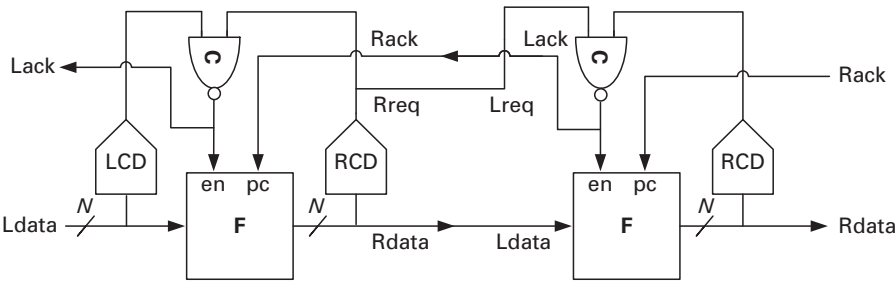 C
C
Rack
Lack
Lack
Rack
Rreq
Lreq
LCD
RCD
RCD
en pc
en pc
N
N
N
Ldata
F
F
Rdata
Rdata
Ldata